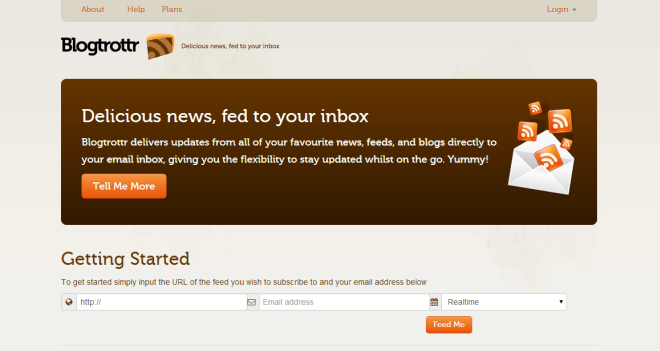 About Help Plans Login
Blogtrottr Delicious news, fed to your inbox
Delicious news, fed to your inbox
Blogtrottr delivers updates from all of your favourite news, feeds, and blogs directly to
your email inbox, giving you the flexibility to stay updated whilst on the go. Yummy!
Tell Me More
Getting Started
To get started simply input the URL of the feed you wish to subscribe to and your email address below
http:// Email address Realtime
Feed Me